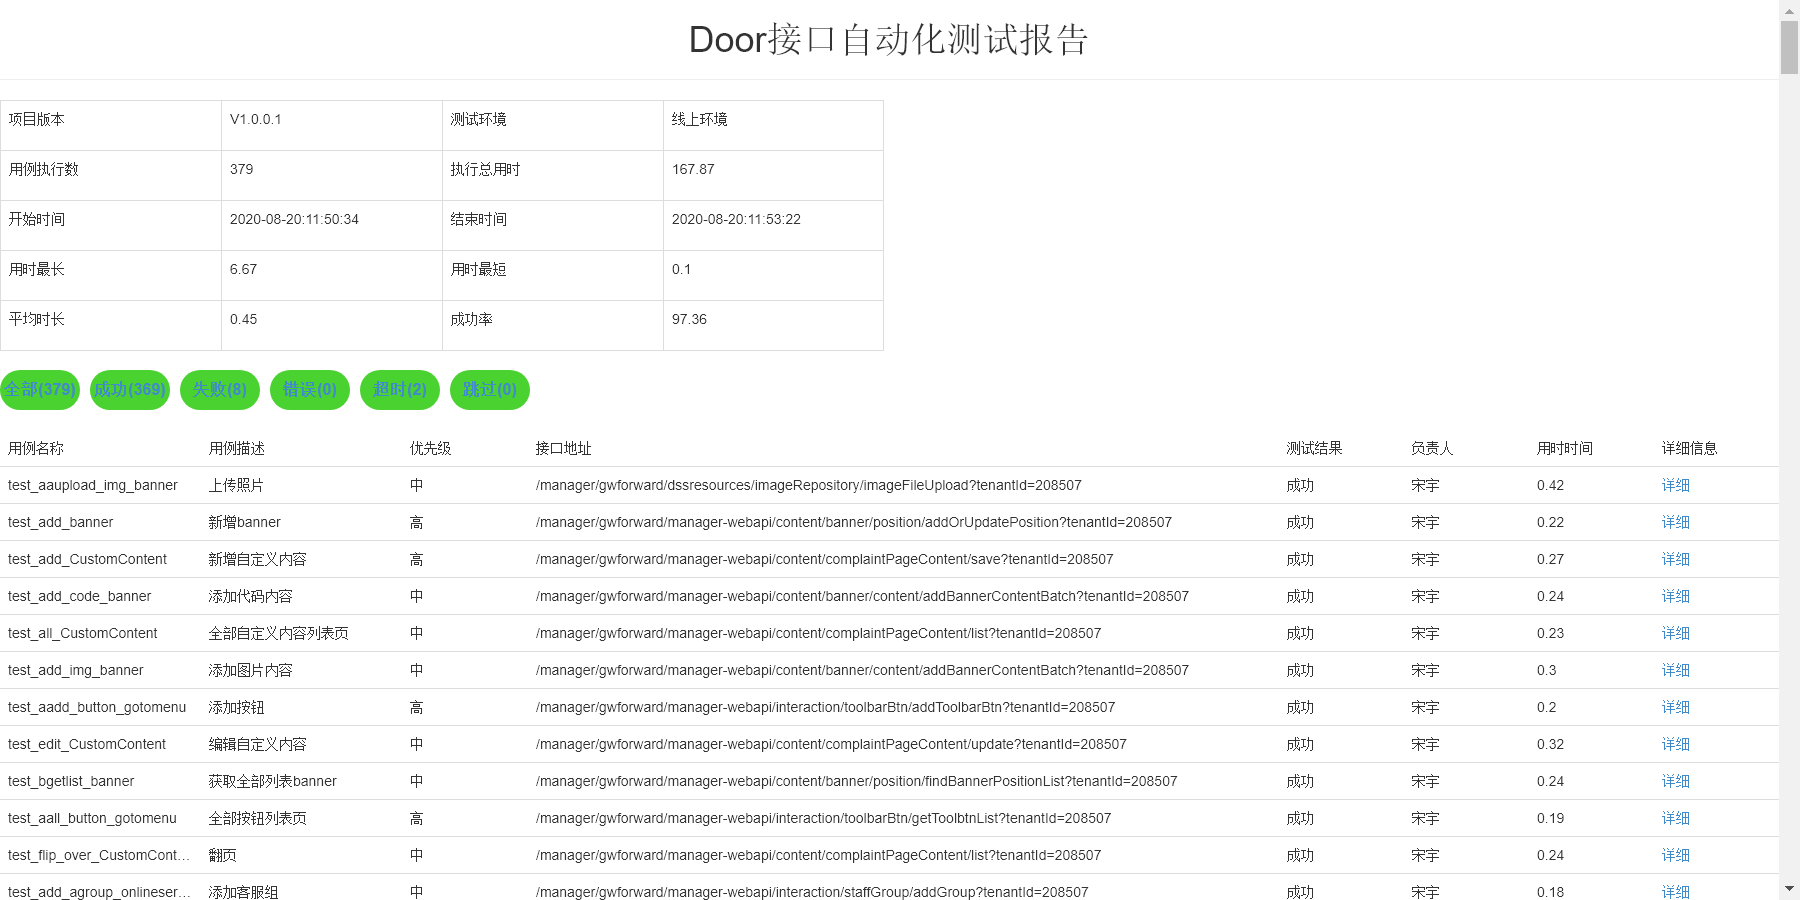 Door接口自动化测试报告
项目版本 V1.0.0.1 测试环境 线上环境
用例执行数 379 执行总用时 167.87
开始时间 2020-08-20:11:50:34 结束时间 2020-08-20:11:53:22
用时最长 6.67 用时最短 0.1
平均时长 0.45 成功率 97.36
全部(379) 成功(369) 失败(8) 错误(0) 超时(2) 跳过(0)
用例名称 用例描述 优先级 接口地址 测试结果 负责人 用时时间 详细信息
test_aaupload_img_banner 上传照片 中 /manager/gwforward/dssresources/imageRepository/imageFileUpload?tenantId=208507 成功 宋宇 0.42 详细
test_add_banner 新增banner 高 /manager/gwforward/manager-webapi/content/banner/position/addOrUpdatePosition?tenantId=208507 成功 宋宇 0.22 详细
test_add_CustomContent 新增自定义内容 高 /manager/gwforward/manager-webapi/content/complaintPageContent/save?tenantId=208507 成功 宋宇 0.27 详细
test_add_code_banner 添加代码内容 中 /manager/gwforward/manager-webapi/content/banner/content/addBannerContentBatch?tenantId=208507 成功 宋宇 0.24 详细
test_all_CustomContent 全部自定义内容列表页 中 /manager/gwforward/manager-webapi/content/complaintPageContent/list?tenantId=208507 成功 宋宇 0.23 详细
test_add_img_banner 添加图片内容 中 /manager/gwforward/manager-webapi/content/banner/content/addBannerContentBatch?tenantId=208507 成功 宋宇 0.3 详细
test_aadd_button_gotomenu 添加按钮 高 /manager/gwforward/manager-webapi/interaction/toolbarBtn/addToolbarBtn?tenantId=208507 成功 宋宇 0.2 详细
test_edit_CustomContent 编辑自定义内容 中 /manager/gwforward/manager-webapi/content/complaintPageContent/update?tenantId=208507 成功 宋宇 0.32 详细
test_bgetlist_banner 获取全部列表banner 中 /manager/gwforward/manager-webapi/content/banner/position/findBannerPositionList?tenantId=208507 成功 宋宇 0.24 详细
test_aall_button_gotomenu 全部按钮列表页 高 /manager/gwforward/manager-webapi/interaction/toolbarBtn/getToolbtnList?tenantId=208507 成功 宋宇 0.19 详细
test_flip_over_CustomCont... 翻页 中 /manager/gwforward/manager-webapi/content/complaintPageContent/list?tenantId=208507 成功 宋宇 0.24 详细
test_add_agroup_onlineser... 添加客服组 中 /manager/gwforward/manager-webapi/interaction/staffGroup/addGroup?tenantId=208507 成功 宋宇 0.18 详细